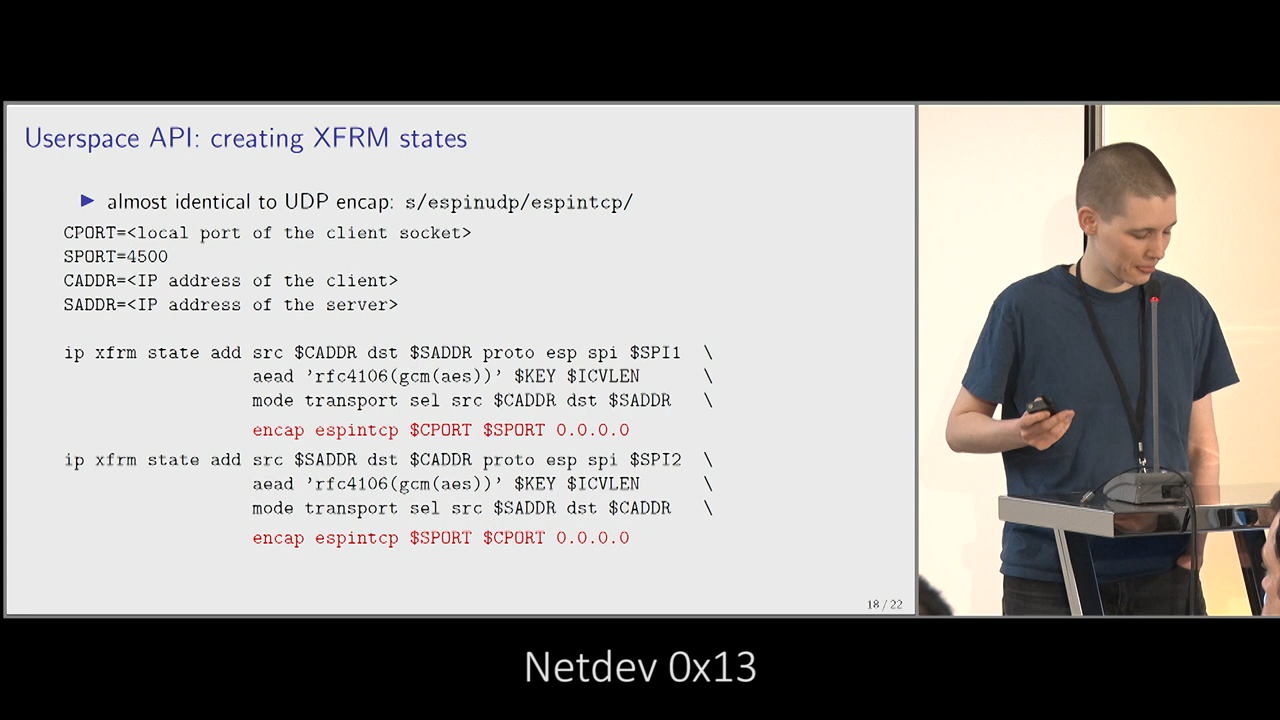 Userspace API: creating XFRM states
▶ almost identical to UDP encap: s/espinudp/espintcp/
CPORT=<local port of the client socket>
SPORT=4500
CADDR=<IP address of the client>
SADDR=<IP address of the server>
ip xfrm state add src $CADDR dst $SADDR proto esp spi $SPI1 \
aead ’rfc4106(gcm(aes))’ $KEY $ICVLEN \
mode transport sel src $CADDR dst $SADDR \
encap espintcp $CPORT $SPORT 0.0.0.0
ip xfrm state add src $SADDR dst $CADDR proto esp spi $SPI2 \
aead ’rfc4106(gcm(aes))’ $KEY $ICVLEN \
mode transport sel src $SADDR dst $CADDR \
encap espintcp $SPORT $CPORT 0.0.0.0
18 / 22
Netdev 0x13